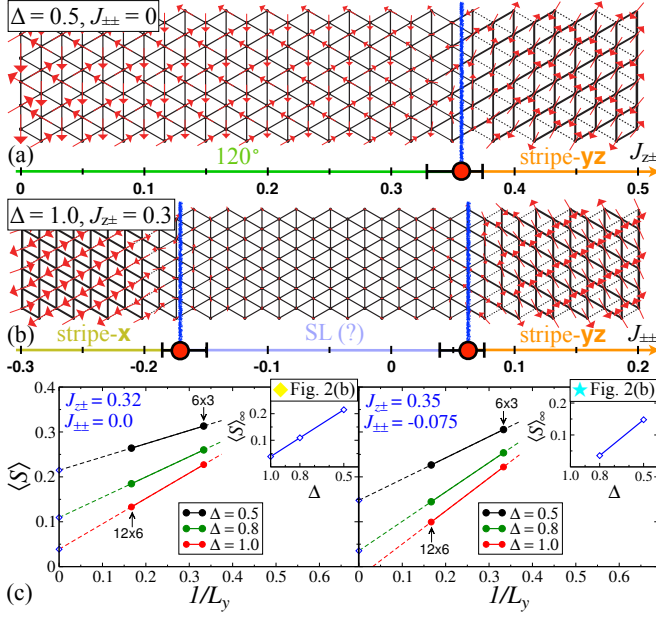 Δ = 0.5, J±± = 0
(a)
120°
stripe-yz
Jz±
0
0.1
0.2
0.3
0.4
0.5
Δ = 1.0, Jz± = 0.3
(b)
stripe-x
SL (?)
stripe-yz
J±±
-0.3
-0.2
-0.1
0
0.1
0.2
(c)
⟨S⟩
0.4
0.3
0.2
0.1
0
Jz± = 0.32
J±± = 0.0
6x3
12x6
Δ = 0.5
Δ = 0.8
Δ = 1.0
Fig. 2(b)
⟨S⟩∞
0.2
0.1
1.0
0.8
0.5
Δ
0
0.1
0.2
0.3
0.4
0.5
0.6
1/Ly
Jz± = 0.35
J±± = -0.075
6x3
12x6
Δ = 0.5
Δ = 0.8
Δ = 1.0
Fig. 2(b)
⟨S⟩∞
0.2
0.1
1.0
0.8
0.5
Δ
0
0.1
0.2
0.3
0.4
0.5
0.6
1/Ly